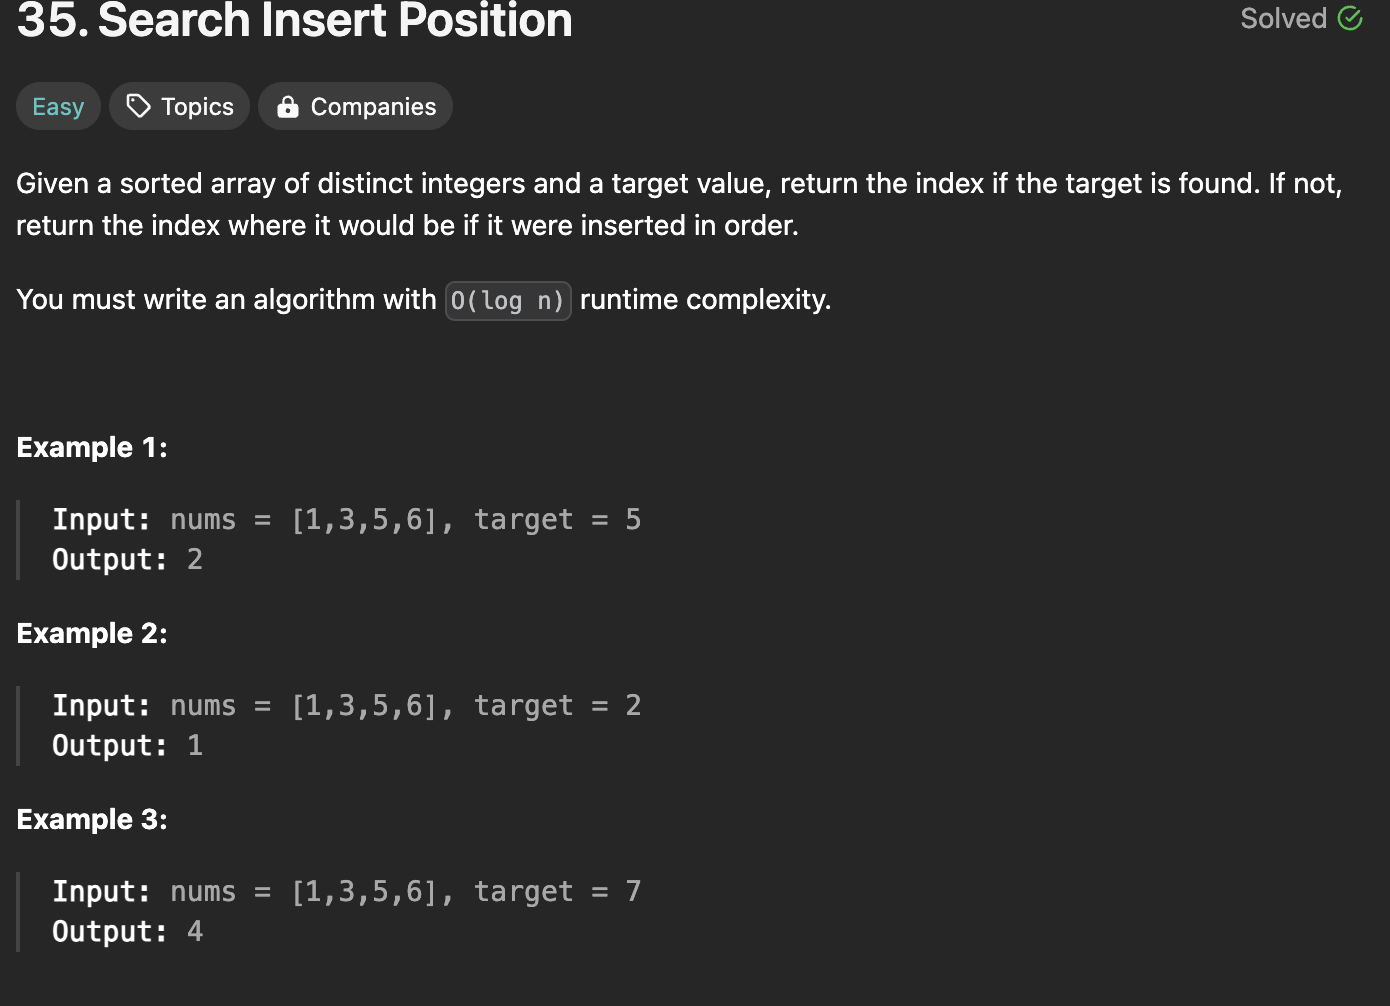 35. Search Insert Position
Solved
Easy
Topics
Companies
Given a sorted array of distinct integers and a target value, return the index if the target is found. If not,
return the index where it would be if it were inserted in order.
You must write an algorithm with O(log n) runtime complexity.
Example 1:
Input: nums = [1,3,5,6], target = 5
Output: 2
Example 2:
Input: nums = [1,3,5,6], target = 2
Output: 1
Example 3:
Input: nums = [1,3,5,6], target = 7
Output: 4